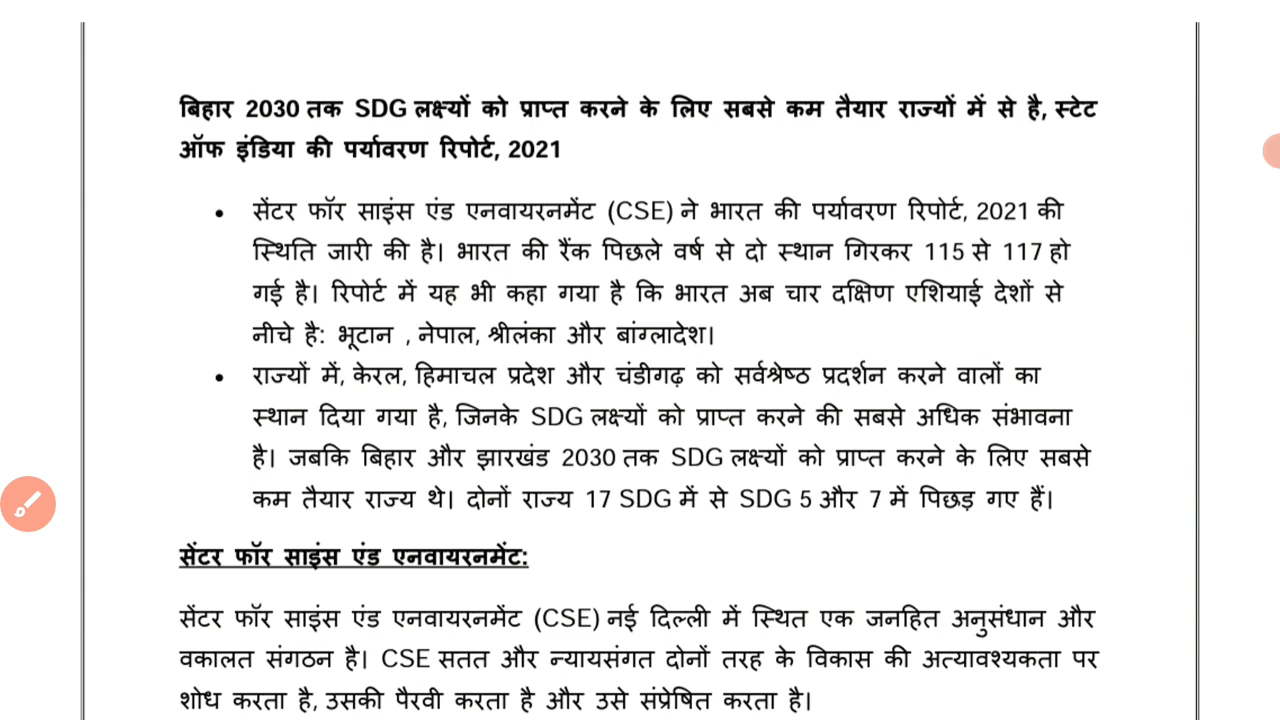 बिहार 2030 तक SDG लक्ष्यों को प्राप्त करने के लिए सबसे कम तैयार राज्यों में से है, स्टेट
ऑफ इंडिया की पर्यावरण रिपोर्ट, 2021
• सेंटर फॉर साइंस एंड एनवायरनमेंट (CSE) ने भारत की पर्यावरण रिपोर्ट, 2021 की
स्थिति जारी की है। भारत की रैंक पिछले वर्ष से दो स्थान गिरकर 115 से 117 हो
गई है। रिपोर्ट में यह भी कहा गया है कि भारत अब चार दक्षिण एशियाई देशों से
नीचे है: भूटान , नेपाल, श्रीलंका और बांग्लादेश।
• राज्यों में, केरल, हिमाचल प्रदेश और चंडीगढ़ को सर्वश्रेष्ठ प्रदर्शन करने वालों का
स्थान दिया गया है, जिनके SDG लक्ष्यों को प्राप्त करने की सबसे अधिक संभावना
है। जबकि बिहार और झारखंड 2030 तक SDG लक्ष्यों को प्राप्त करने के लिए सबसे
कम तैयार राज्य थे। दोनों राज्य 17 SDG में से SDG 5 और 7 में पिछड़ गए हैं।
सेंटर फॉर साइंस एंड एनवायरनमेंट:
सेंटर फॉर साइंस एंड एनवायरनमेंट (CSE) नई दिल्ली में स्थित एक जनहित अनुसंधान और
वकालत संगठन है। CSE सतत और न्यायसंगत दोनों तरह के विकास की अत्यावश्यकता पर
शोध करता है, उसकी पैरवी करता है और उसे संप्रेषित करता है।